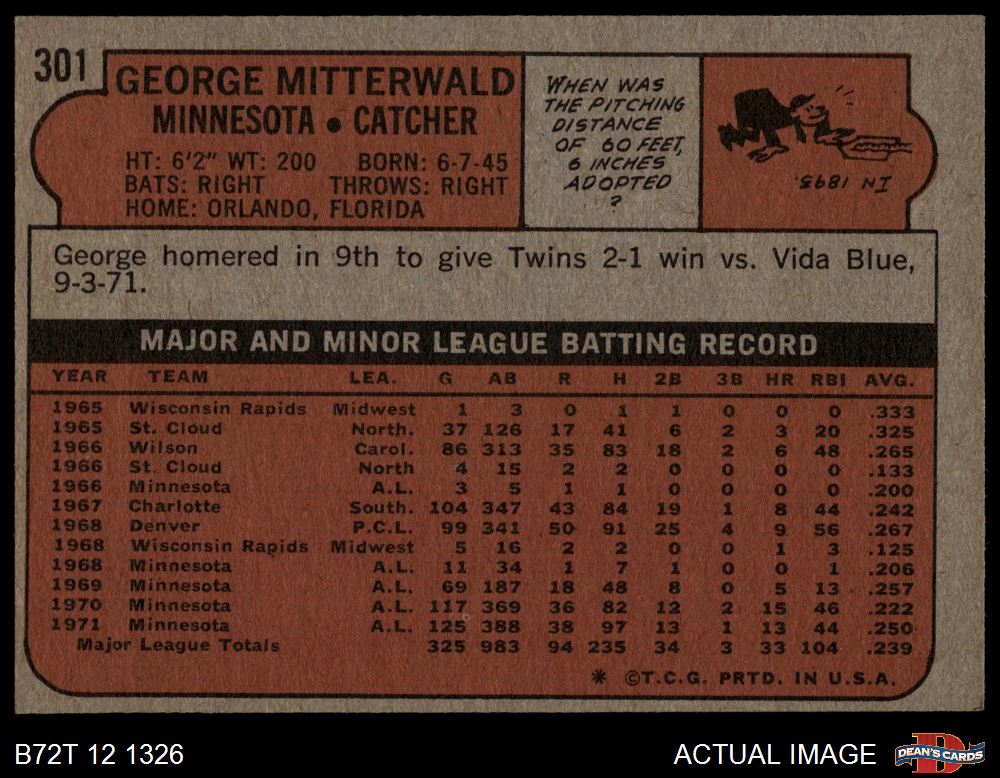 301
GEORGE MITTERWALD
MINNESOTA • CATCHER
HT: 6'2" WT: 200 BORN: 6-7-45
BATS: RIGHT THROWS: RIGHT
HOME: ORLANDO, FLORIDA
WHEN WAS
THE PITCHING
DISTANCE
OF 60 FEET,
6 INCHES
ADOPTED
?
IN 1893.
George homered in 9th to give Twins 2-1 win vs. Vida Blue,
9-3-71.
MAJOR AND MINOR LEAGUE BATTING RECORD
YEAR TEAM LEA. G AB R H 2B 3B HR RBI AVG.
1965 Wisconsin Rapids Midwest 1 3 0 1 1 0 0 0 .333
1965 St. Cloud North. 37 126 17 41 6 2 3 20 .325
1966 Wilson Carol. 86 313 35 83 18 2 6 48 .265
1966 St. Cloud North 4 15 2 2 0 0 0 0 .133
1966 Minnesota A.L. 3 5 1 1 0 0 0 0 .200
1967 Charlotte South. 104 347 43 84 19 1 8 44 .242
1968 Denver P.C.L. 99 341 50 91 25 4 9 56 .267
1968 Wisconsin Rapids Midwest 5 16 2 2 0 0 1 3 .125
1968 Minnesota A.L. 11 34 1 7 1 0 0 1 .206
1969 Minnesota A.L. 69 187 18 48 8 0 5 13 .257
1970 Minnesota A.L. 117 369 36 82 12 2 15 46 .222
1971 Minnesota A.L. 125 388 38 97 13 1 13 44 .250
Major League Totals 325 983 94 235 34 3 33 104 .239
* ©T.C.G. PRTD. IN U.S.A.
B72T 12 1326
ACTUAL IMAGE
D
DEAN'S CARDS